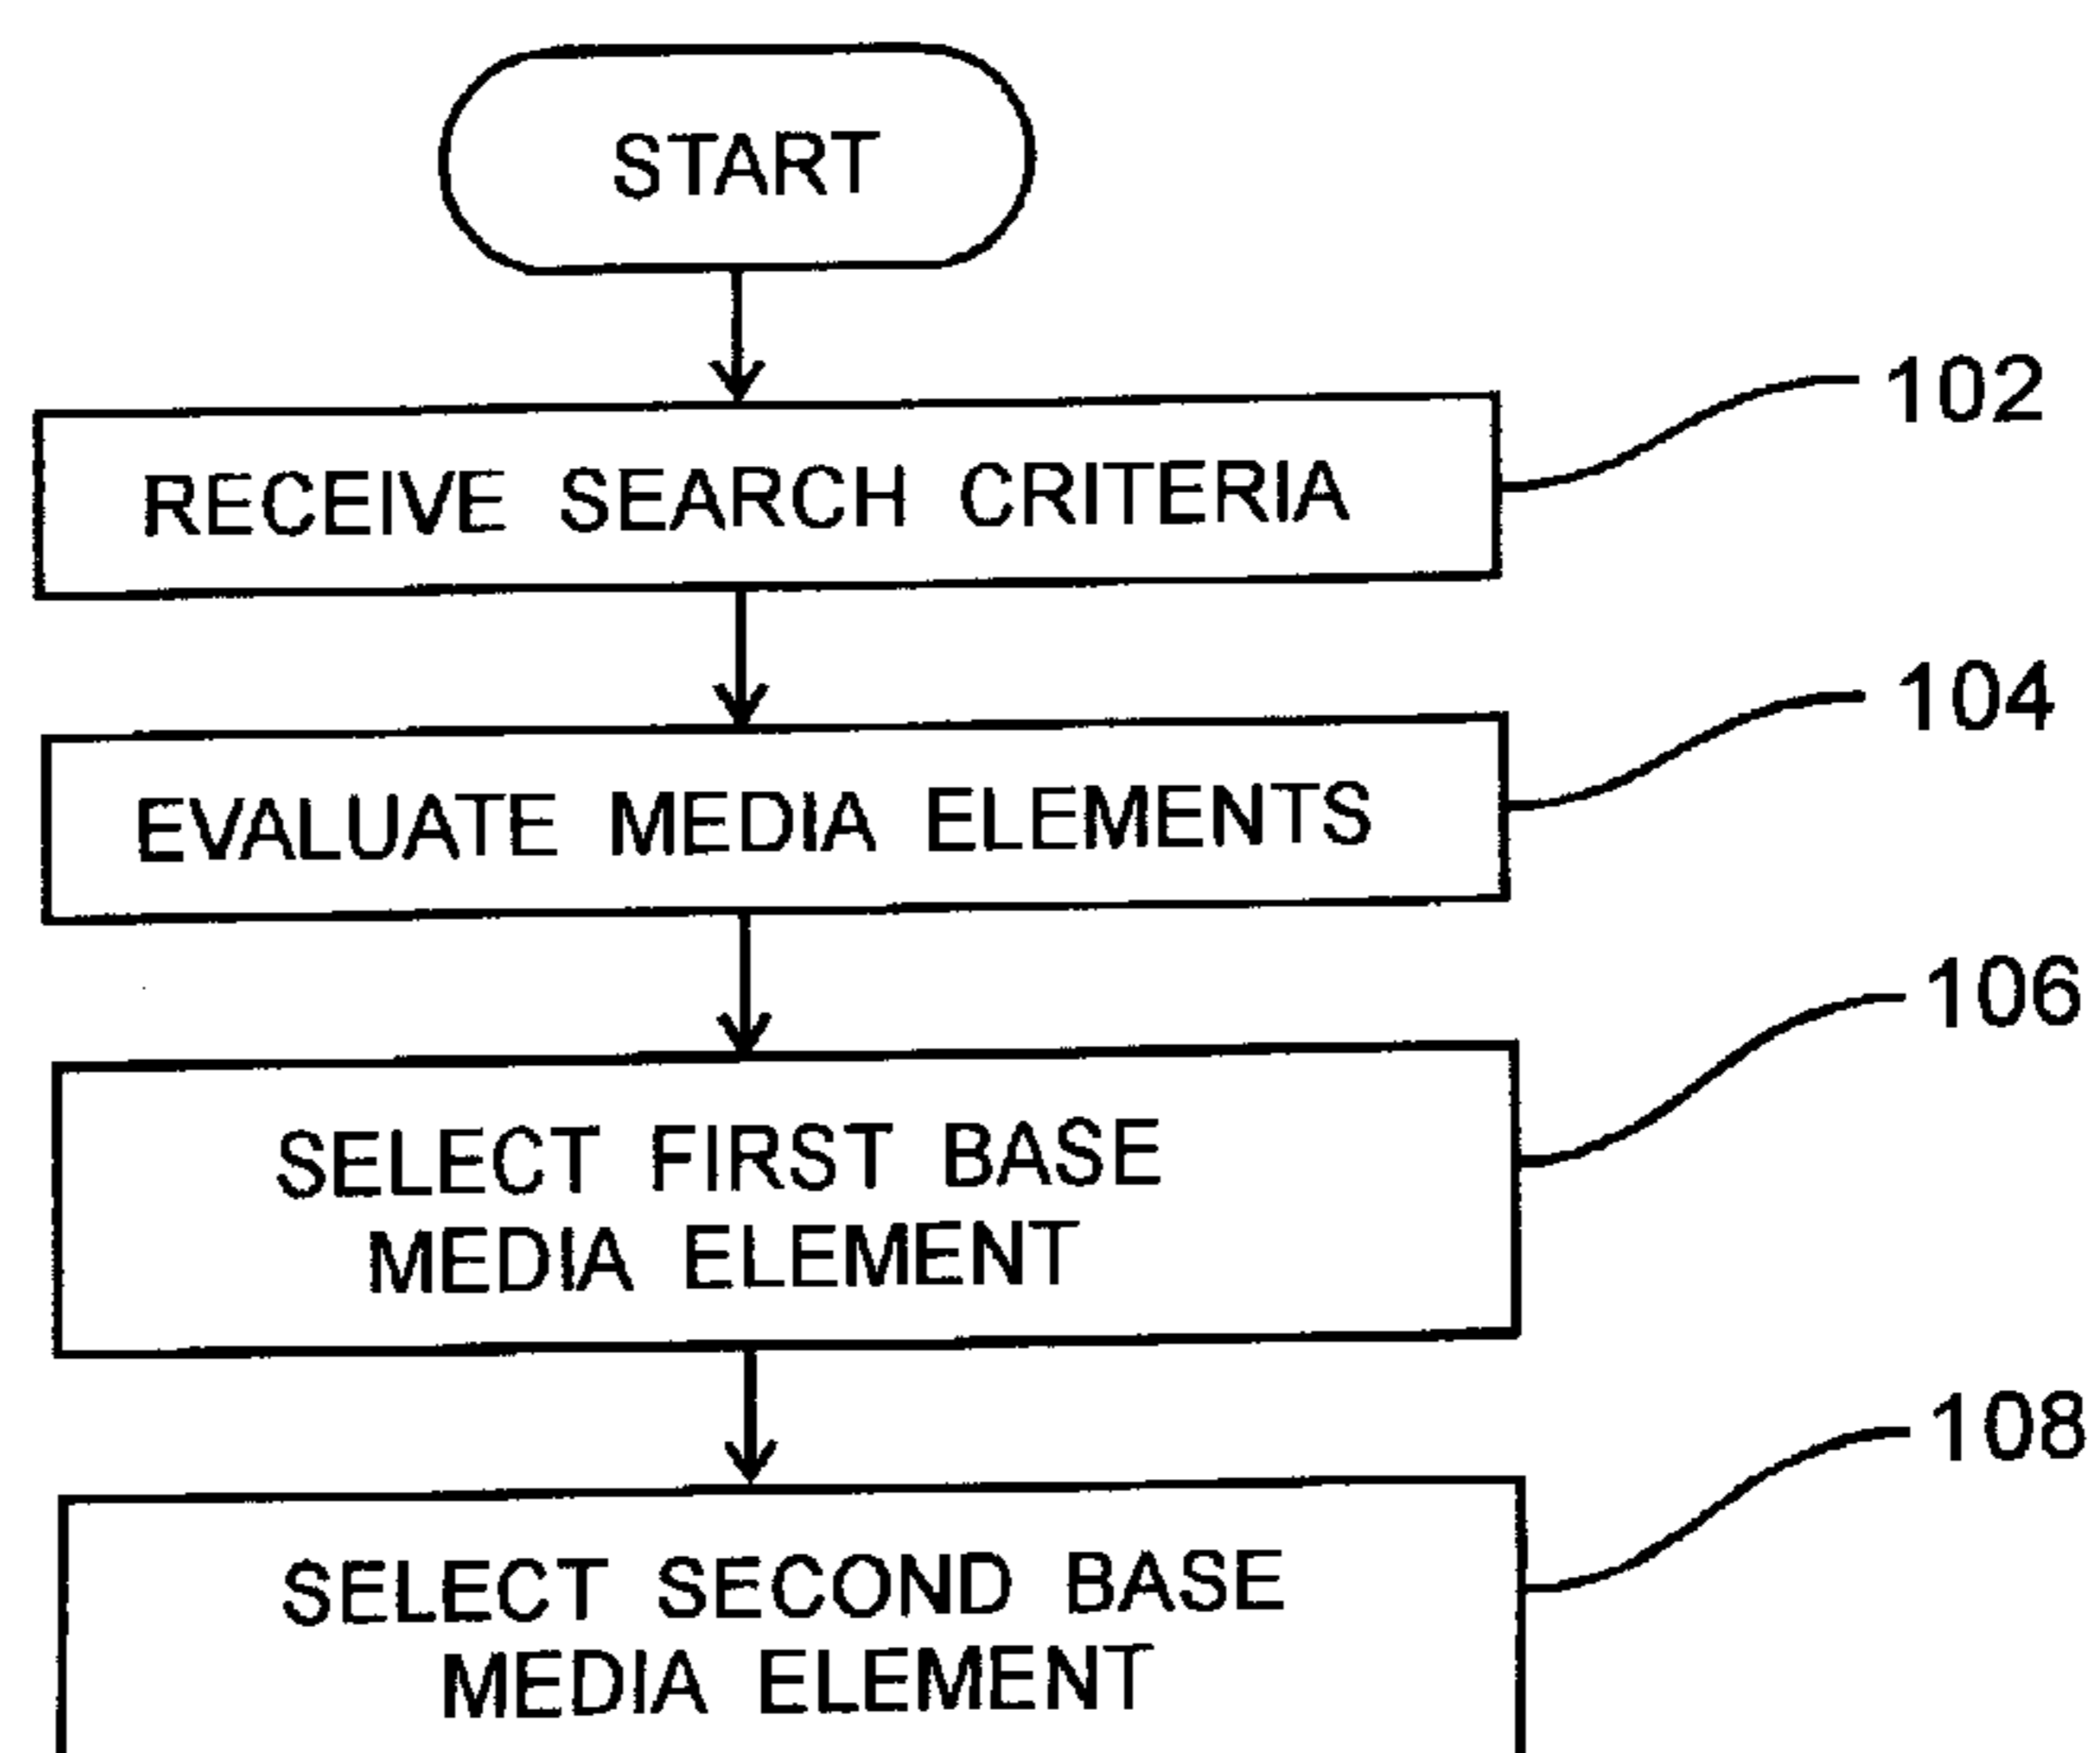 START
102
RECEIVE SEARCH CRITERIA
104
EVALUATE MEDIA ELEMENTS
106
SELECT FIRST BASE
MEDIA ELEMENT
108
SELECT SECOND BASE
MEDIA ELEMENT